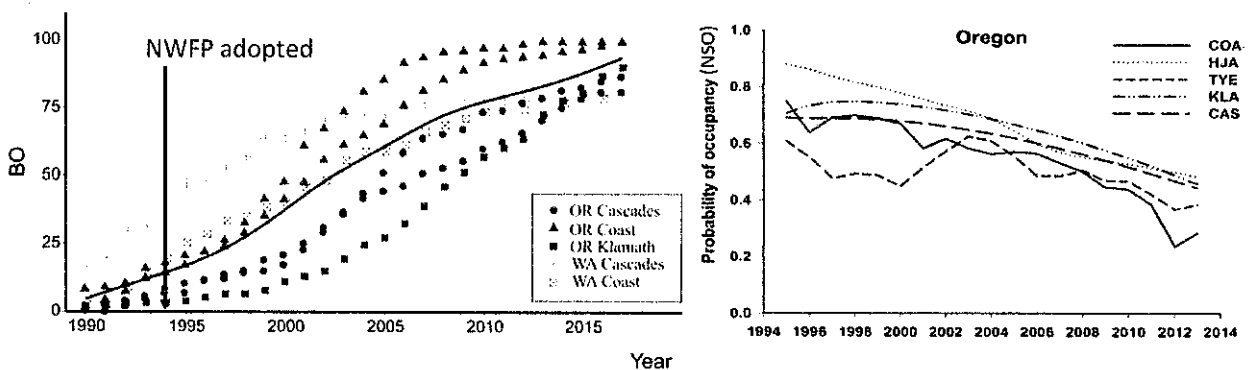 NWFP adopted
BO
100
75
50
25
0
1990
1995
2000
2005
2010
2015
OR Cascades
OR Coast
OR Klamath
WA Cascades
WA Coast
Year
Oregon
Probability of occupancy (NSO)
1.0
0.8
0.6
0.4
0.2
0.0
1994
1996
1998
2000
2002
2004
2006
2008
2010
2012
2014
COA
HJA
TYE
KLA
CAS